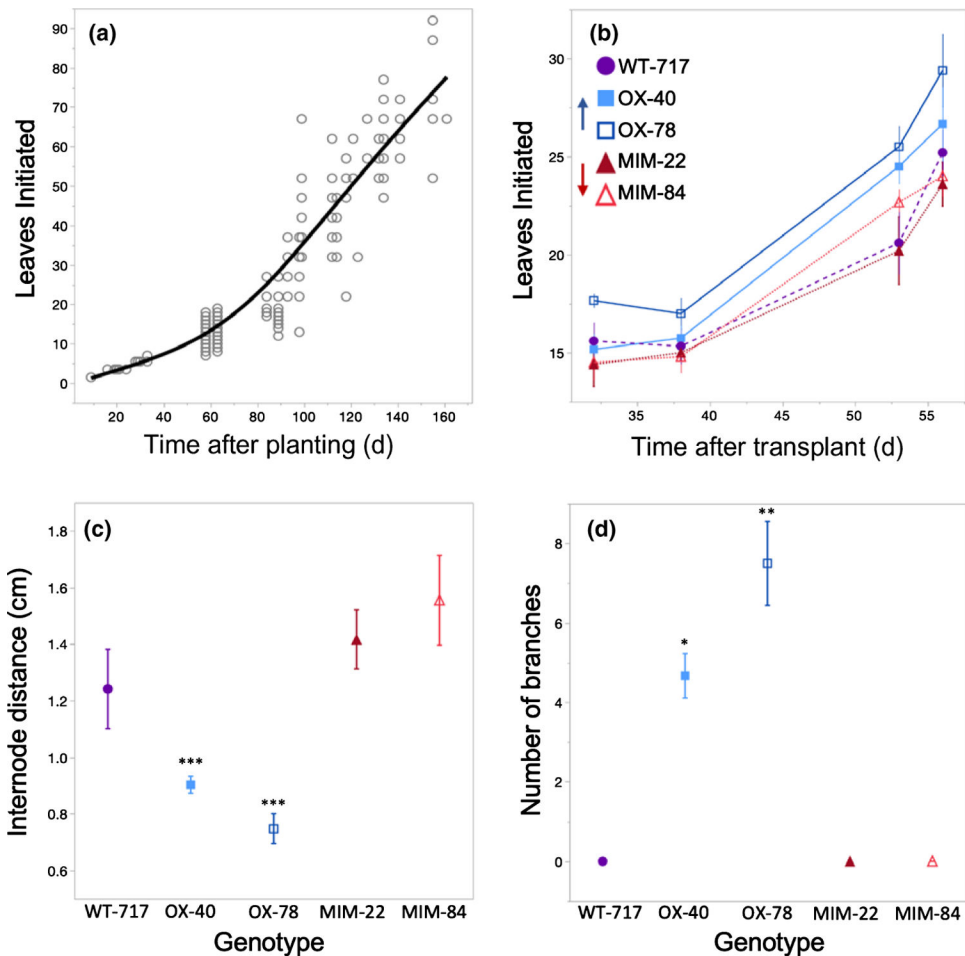 (a)
Leaves Initiated
90
80
70
60
50
40
30
20
10
0
20 40 60 80 100 120 140 160
Time after planting (d)
(b)
WT-717
OX-40
OX-78
MIM-22
MIM-84
Leaves Initiated
30
25
20
15
35 40 45 50 55
Time after transplant (d)
(c)
Internode distance (cm)
1.8
1.6
1.4
1.2
1.0
0.8
0.6
***
***
WT-717 OX-40 OX-78 MIM-22 MIM-84
Genotype
(d)
Number of branches
8
6
4
2
0
*
**
WT-717 OX-40 OX-78 MIM-22 MIM-84
Genotype